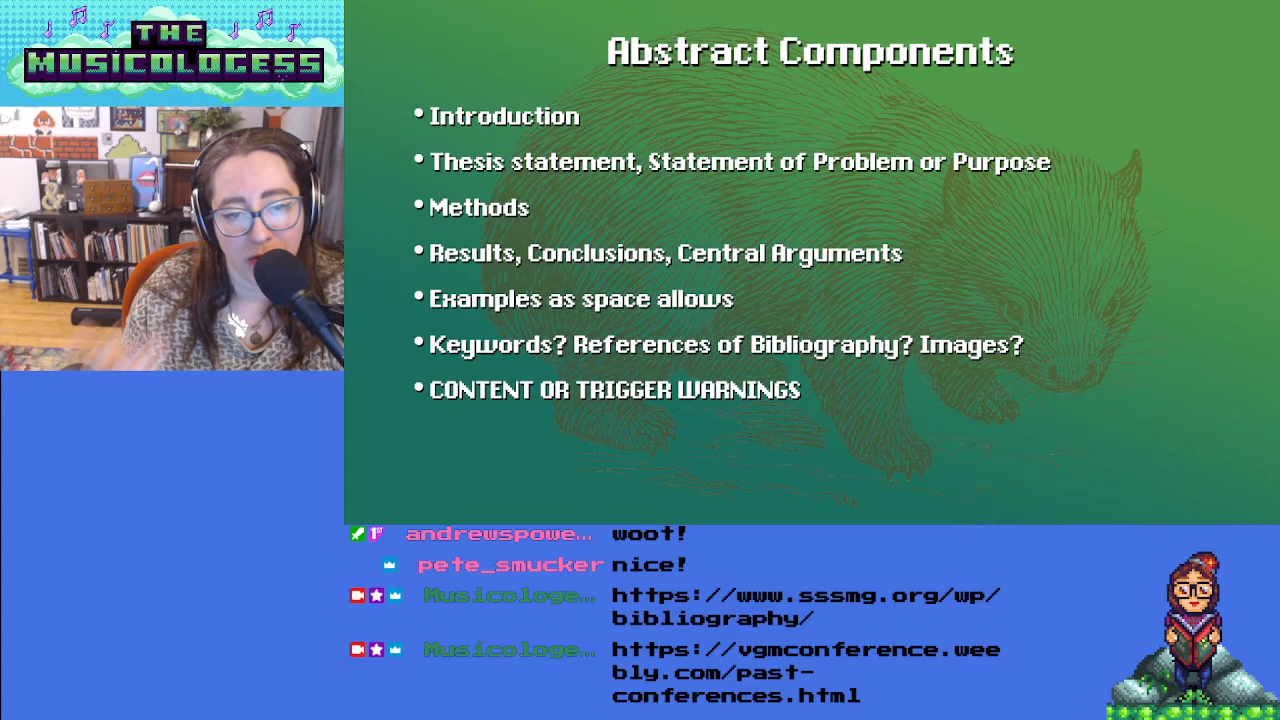 THE
MUSICOLOGESS
Abstract Components
• Introduction
• Thesis statement, Statement of Problem or Purpose
• Methods
• Results, Conclusions, Central Arguments
• Examples as space allows
• Keywords? References of Bibliography? Images?
• CONTENT OR TRIGGER WARNINGS
1ST andrewspowe… woot!
pete_smucker nice!
Musicologe… https://www.sssmg.org/wp/
bibliography/
Musicologe… https://vgmconference.wee
bly.com/past-
conferences.html